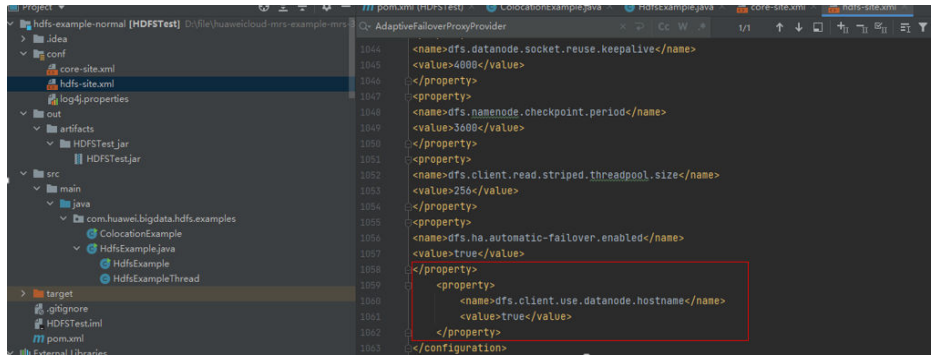 Project
pom.xml (HDFSTest)
ColocationExample.java
HdfsExample.java
core-site.xml
hdfs-site.xml
hdfs-example-normal [HDFSTest] D:\file\huaweicloud-mrs-example-mrs-
AdaptiveFailoverProxyProvider
Cc W .*
1/1
.idea
conf
core-site.xml
hdfs-site.xml
log4j.properties
out
artifacts
HDFSTest_jar
HDFSTest.jar
src
main
java
com.huawei.bigdata.hdfs.examples
ColocationExample
HdfsExample.java
HdfsExample
HdfsExampleThread
target
.gitignore
HDFSTest.iml
pom.xml
External Libraries
1044 <name>dfs.datanode.socket.reuse.keepalive</name>
1045 <value>4000</value>
1046 </property>
1047 <property>
1048 <name>dfs.namenode.checkpoint.period</name>
1049 <value>3600</value>
1050 </property>
1051 <property>
1052 <name>dfs.client.read.striped.threadpool.size</name>
1053 <value>256</value>
1054 </property>
1055 <property>
1056 <name>dfs.ha.automatic-failover.enabled</name>
1057 <value>true</value>
1058 </property>
1059 <property>
1060 <name>dfs.client.use.datanode.hostname</name>
1061 <value>true</value>
1062 </property>
1063 </configuration>